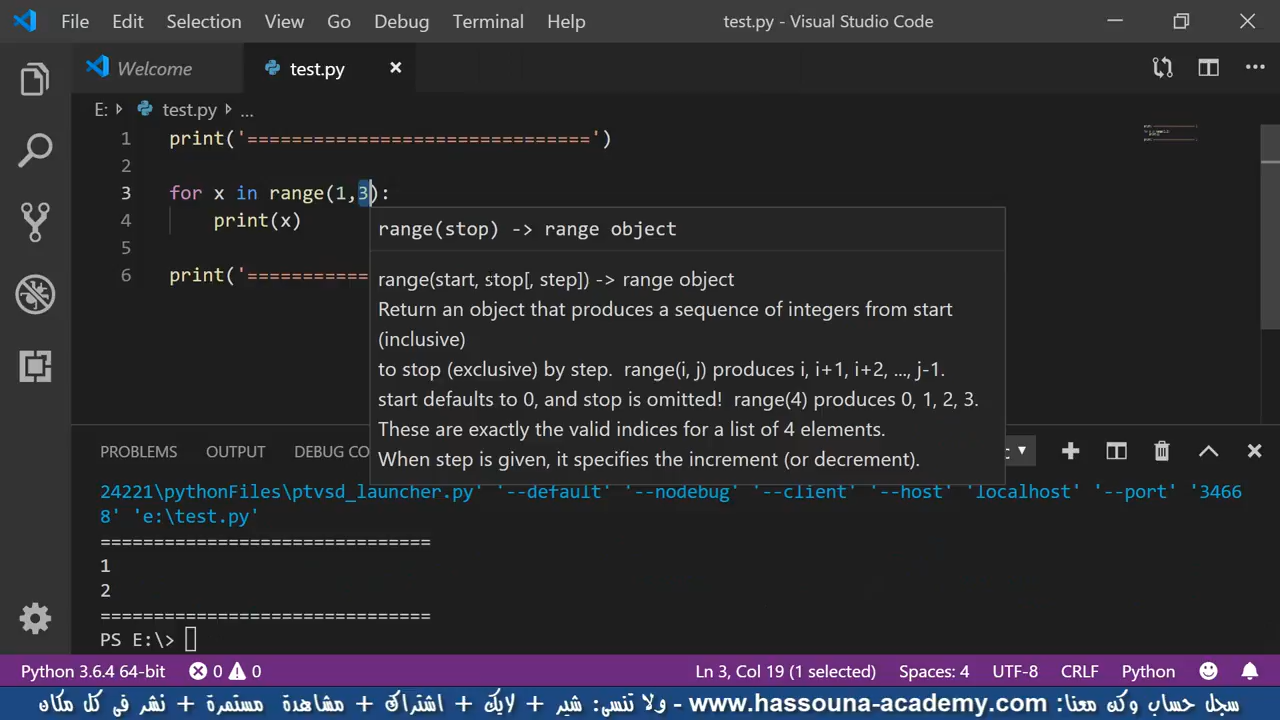 File Edit Selection View Go Debug Terminal Help test.py - Visual Studio Code
Welcome test.py
E: test.py ...
1 print('===============================')
2
3 for x in range(1,3):
4 print(x)
5
6 print('===========
range(stop) -> range object
range(start, stop[, step]) -> range object
Return an object that produces a sequence of integers from start
(inclusive)
to stop (exclusive) by step. range(i, j) produces i, i+1, i+2, ..., j-1.
start defaults to 0, and stop is omitted! range(4) produces 0, 1, 2, 3.
These are exactly the valid indices for a list of 4 elements.
When step is given, it specifies the increment (or decrement).
PROBLEMS OUTPUT DEBUG CO
24221\pythonFiles\ptvsd_launcher.py' '--default' '--nodebug' '--client' '--host' 'localhost' '--port' '3466
8' 'e:\test.py'
==============================
1
2
==============================
PS E:\>
Python 3.6.4 64-bit 0 0 Ln 3, Col 19 (1 selected) Spaces: 4 UTF-8 CRLF Python
سجل حساب وكن معنا: www.hassouna-academy.com - ولا تنسى: شير + لايك + اشتراك + مشاهدة مستمرة + نشر في كل مكان